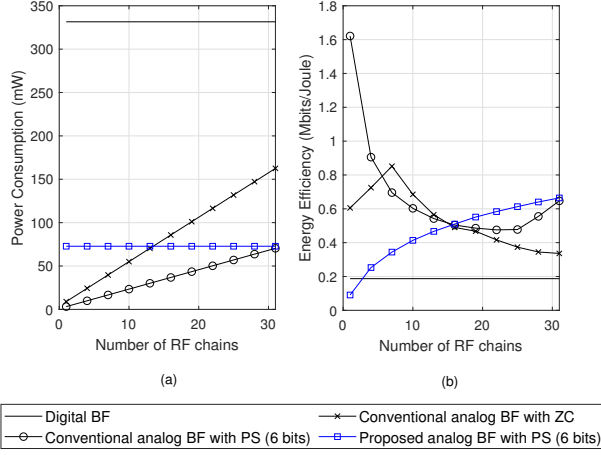 350
300
250
200
150
100
50
0
Power Consumption (mW)
0 10 20 30
Number of RF chains
(a)
1.8
1.6
1.4
1.2
1
0.8
0.6
0.4
0.2
0
Energy Efficiency (Mbits/Joule)
0 10 20 30
Number of RF chains
(b)
Digital BF
Conventional analog BF with PS (6 bits)
Conventional analog BF with ZC
Proposed analog BF with PS (6 bits)